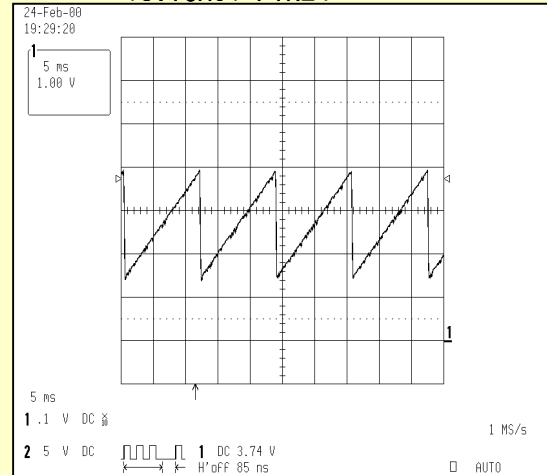 24-Feb-00
19:29:20
1
5 ms
1.00 V
1
5 ms
1 .1 V DC
1 MS/s
2 5 V DC
1 DC 3.74 V
H'off 85 ns
AUTO